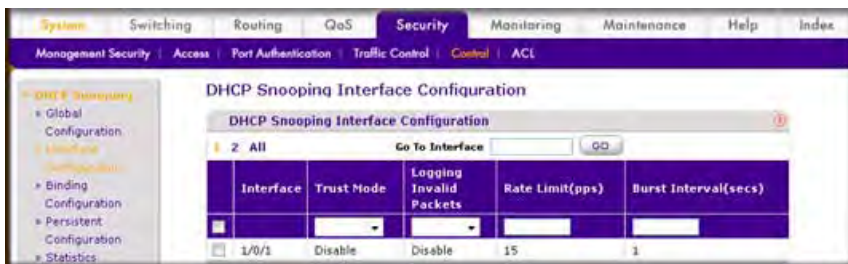 System Switching Routing QoS Security Monitoring Maintenance Help Index
Management Security Access Port Authentication Traffic Control Control ACL
DHCP Snooping
Global
Configuration
Interface
Configuration
Binding
Configuration
Persistent
Configuration
Statistics
DHCP Snooping Interface Configuration
DHCP Snooping Interface Configuration
1 2 All Go To Interface GO
Interface Trust Mode Logging Invalid Packets Rate Limit(pps) Burst Interval(secs)
1/0/1 Disable Disable 15 1